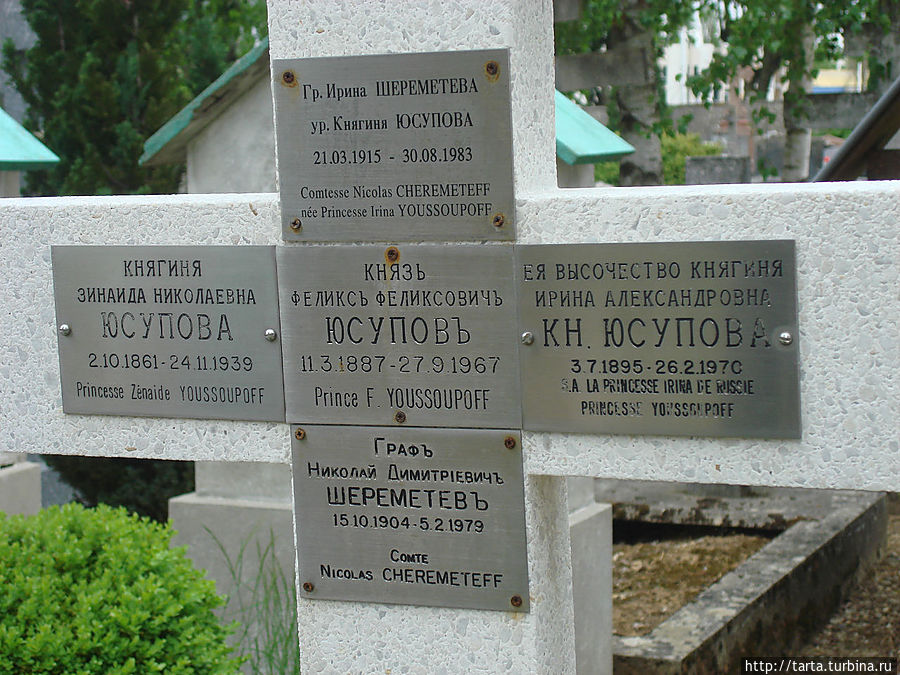 Гр. Ирина ШЕРЕМЕТЕВА
ур. Княгиня ЮСУПОВА
21.03.1915 - 30.08.1983
Comtesse Nicolas CHEREMETEFF
née Princesse Irina YOUSSOUPOFF
КНЯГИНЯ
ЗИНАИДА НИКОЛАЕВНА
ЮСУПОВА
2.10.1861-24.11.1939
Princesse Zénaide YOUSSOUPOFF
КНЯЗЬ
ФЕЛИКСЪ ФЕЛИКСОВИЧЪ
ЮСУПОВЪ
11.3.1887-27.9.1967
Prince F. YOUSSOUPOFF
ЕЯ ВЫСОЧЕСТВО КНЯГИНЯ
ИРИНА АЛЕКСАНДРОВНА
КН. ЮСУПОВА
3.7.1895-26.2.1970
S.A. LA PRINCESSE IRINA DE RUSSIE
PRINCESSE YOUSSOUPOFF
ГРАФЪ
НИКОЛАЙ ДИМИТРІЕВИЧЪ
ШЕРЕМЕТЕВЪ
15.10.1904-5.2.1979
COMTE
NICOLAS CHEREMETEFF
http://tarta.turbina.ru